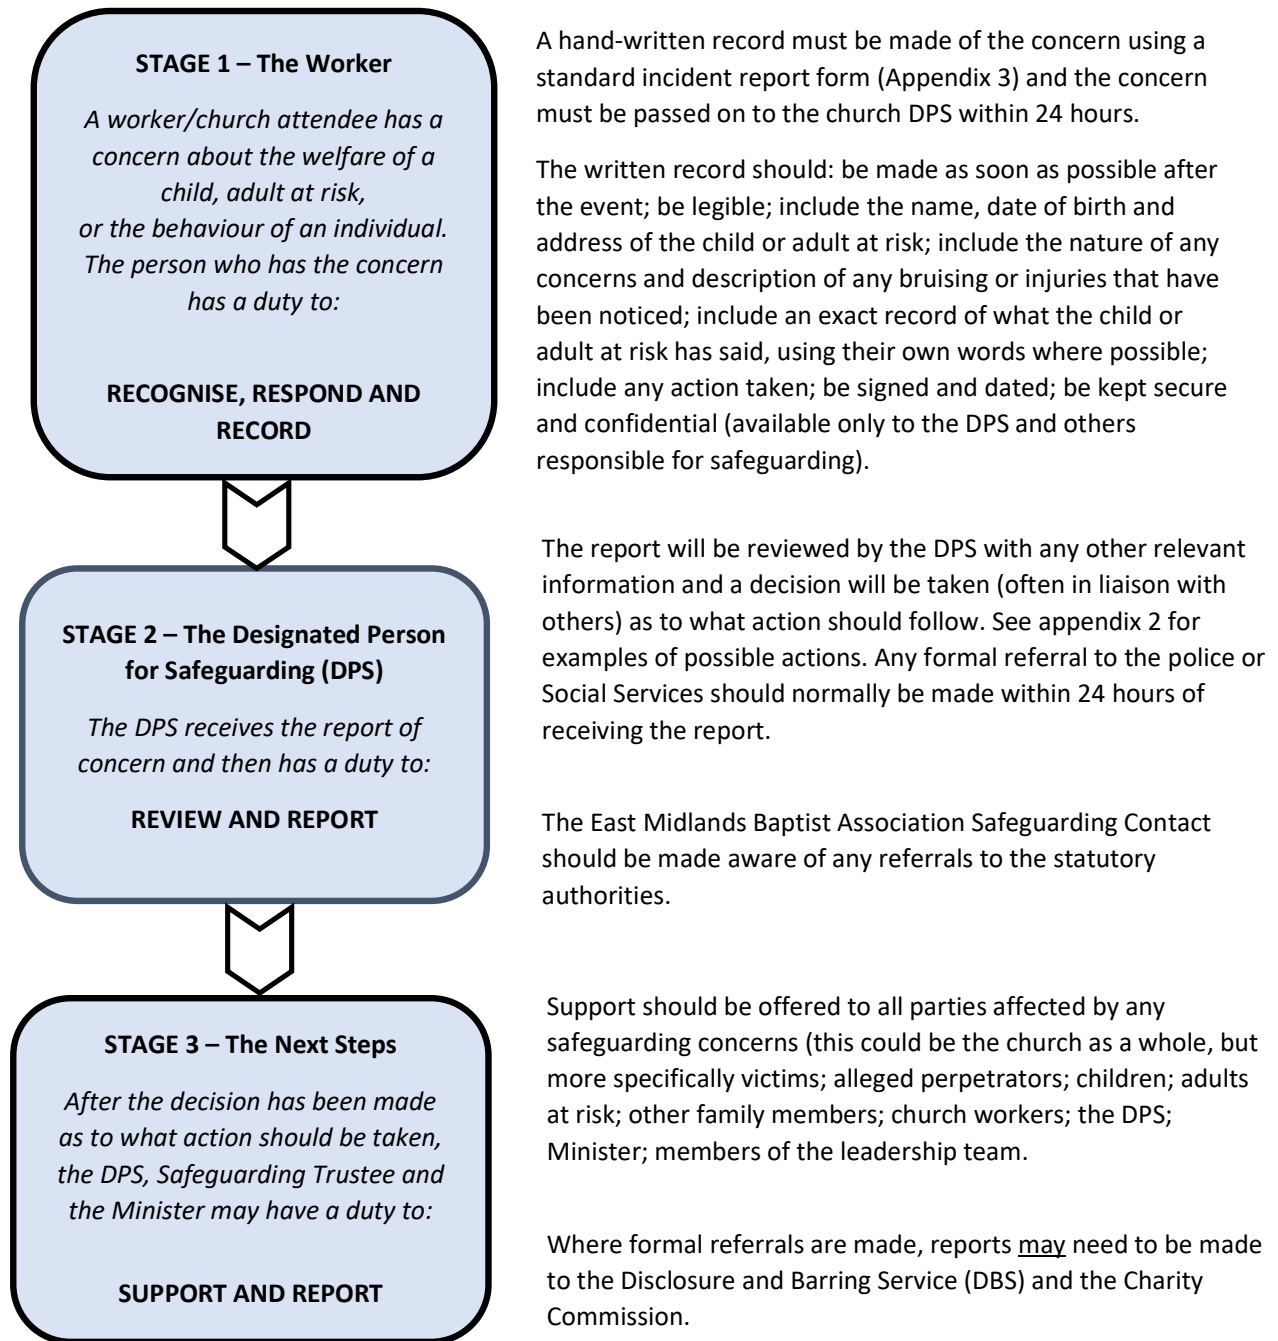 STAGE 1 – The Worker
A worker/church attendee has a
concern about the welfare of a
child, adult at risk,
or the behaviour of an individual.
The person who has the concern
has a duty to:
RECOGNISE, RESPOND AND
RECORD
A hand-written record must be made of the concern using a
standard incident report form (Appendix 3) and the concern
must be passed on to the church DPS within 24 hours.
The written record should: be made as soon as possible after
the event; be legible; include the name, date of birth and
address of the child or adult at risk; include the nature of any
concerns and description of any bruising or injuries that have
been noticed; include an exact record of what the child or
adult at risk has said, using their own words where possible;
include any action taken; be signed and dated; be kept secure
and confidential (available only to the DPS and others
responsible for safeguarding).
STAGE 2 – The Designated Person
for Safeguarding (DPS)
The DPS receives the report of
concern and then has a duty to:
REVIEW AND REPORT
The report will be reviewed by the DPS with any other relevant
information and a decision will be taken (often in liaison with
others) as to what action should follow. See appendix 2 for
examples of possible actions. Any formal referral to the police or
Social Services should normally be made within 24 hours of
receiving the report.
The East Midlands Baptist Association Safeguarding Contact
should be made aware of any referrals to the statutory
authorities.
STAGE 3 – The Next Steps
After the decision has been made
as to what action should be taken,
the DPS, Safeguarding Trustee and
the Minister may have a duty to:
SUPPORT AND REPORT
Support should be offered to all parties affected by any
safeguarding concerns (this could be the church as a whole, but
more specifically victims; alleged perpetrators; children; adults
at risk; other family members; church workers; the DPS;
Minister; members of the leadership team.
Where formal referrals are made, reports may need to be made
to the Disclosure and Barring Service (DBS) and the Charity
Commission.